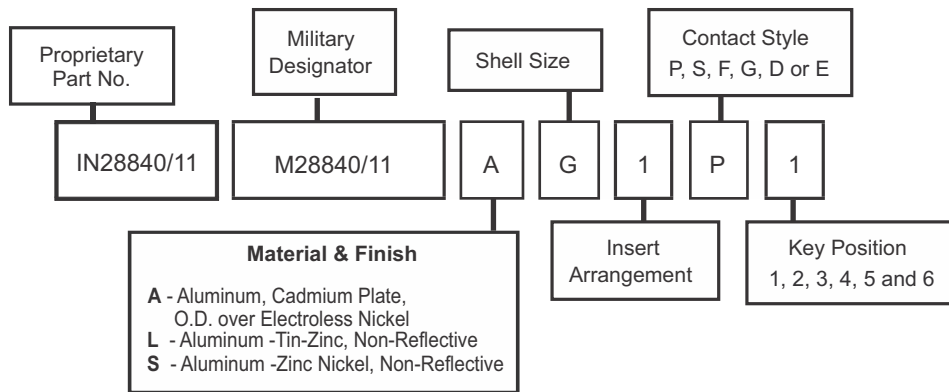 Proprietary
Part No.
Military
Designator
Shell Size
Contact Style
P, S, F, G, D or E
IN28840/11
M28840/11
A
G
1
P
1
Material & Finish
A - Aluminum, Cadmium Plate,
O.D. over Electroless Nickel
L - Aluminum -Tin-Zinc, Non-Reflective
S - Aluminum -Zinc Nickel, Non-Reflective
Insert
Arrangement
Key Position
1, 2, 3, 4, 5 and 6